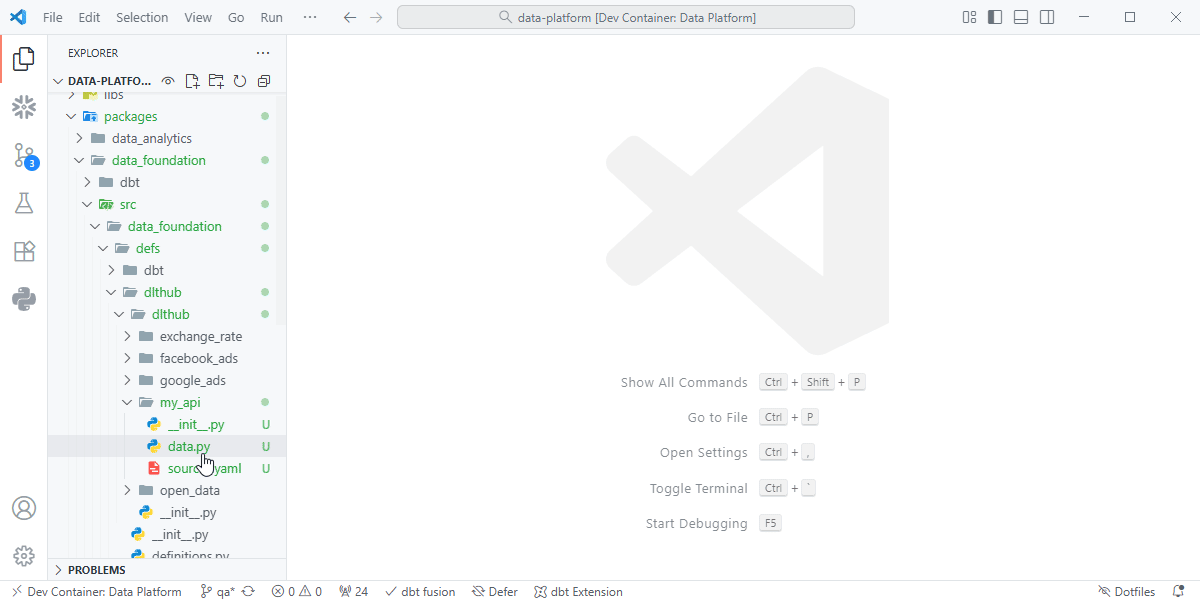 File Edit Selection View Go Run ···
data-platform [Dev Container: Data Platform]
EXPLORER
DATA-PLATFO...
libs
packages
data_analytics
data_foundation
dbt
src
data_foundation
defs
dbt
dlthub
dlthub
exchange_rate
facebook_ads
google_ads
my_api
__init__.py U
data.py U
yaml U
open_data
__init__.py
__init__.py
definitions.py
PROBLEMS
Show All Commands Ctrl + Shift + P
Go to File Ctrl + P
Open Settings Ctrl + ,
Toggle Terminal Ctrl + `
Start Debugging F5
3
Dev Container: Data Platform qa* 0 0 24 dbt fusion Defer dbt Extension Dotfiles